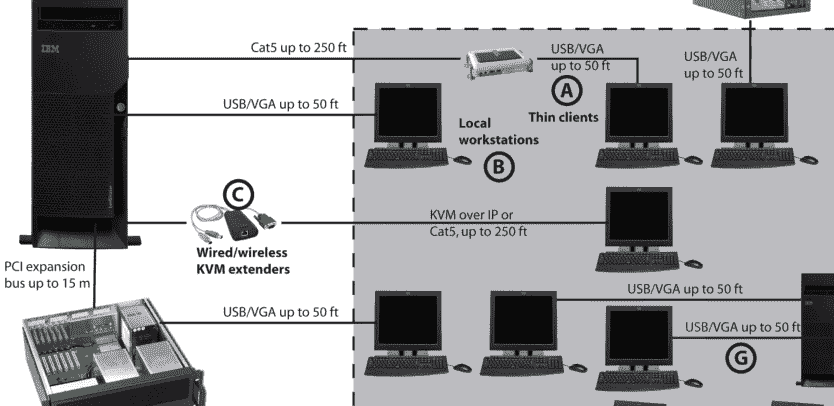 IBM
Cat5 up to 250 ft
USB/VGA
up to 50 ft
A
Thin clients
USB/VGA
up to 50 ft
USB/VGA up to 50 ft
Local
workstations
B
C
Wired/wireless
KVM extenders
KVM over IP or
Cat5, up to 250 ft
PCI expansion
bus up to 15 m
USB/VGA up to 50 ft
USB/VGA up to 50 ft
USB/VGA up to 50 ft
G